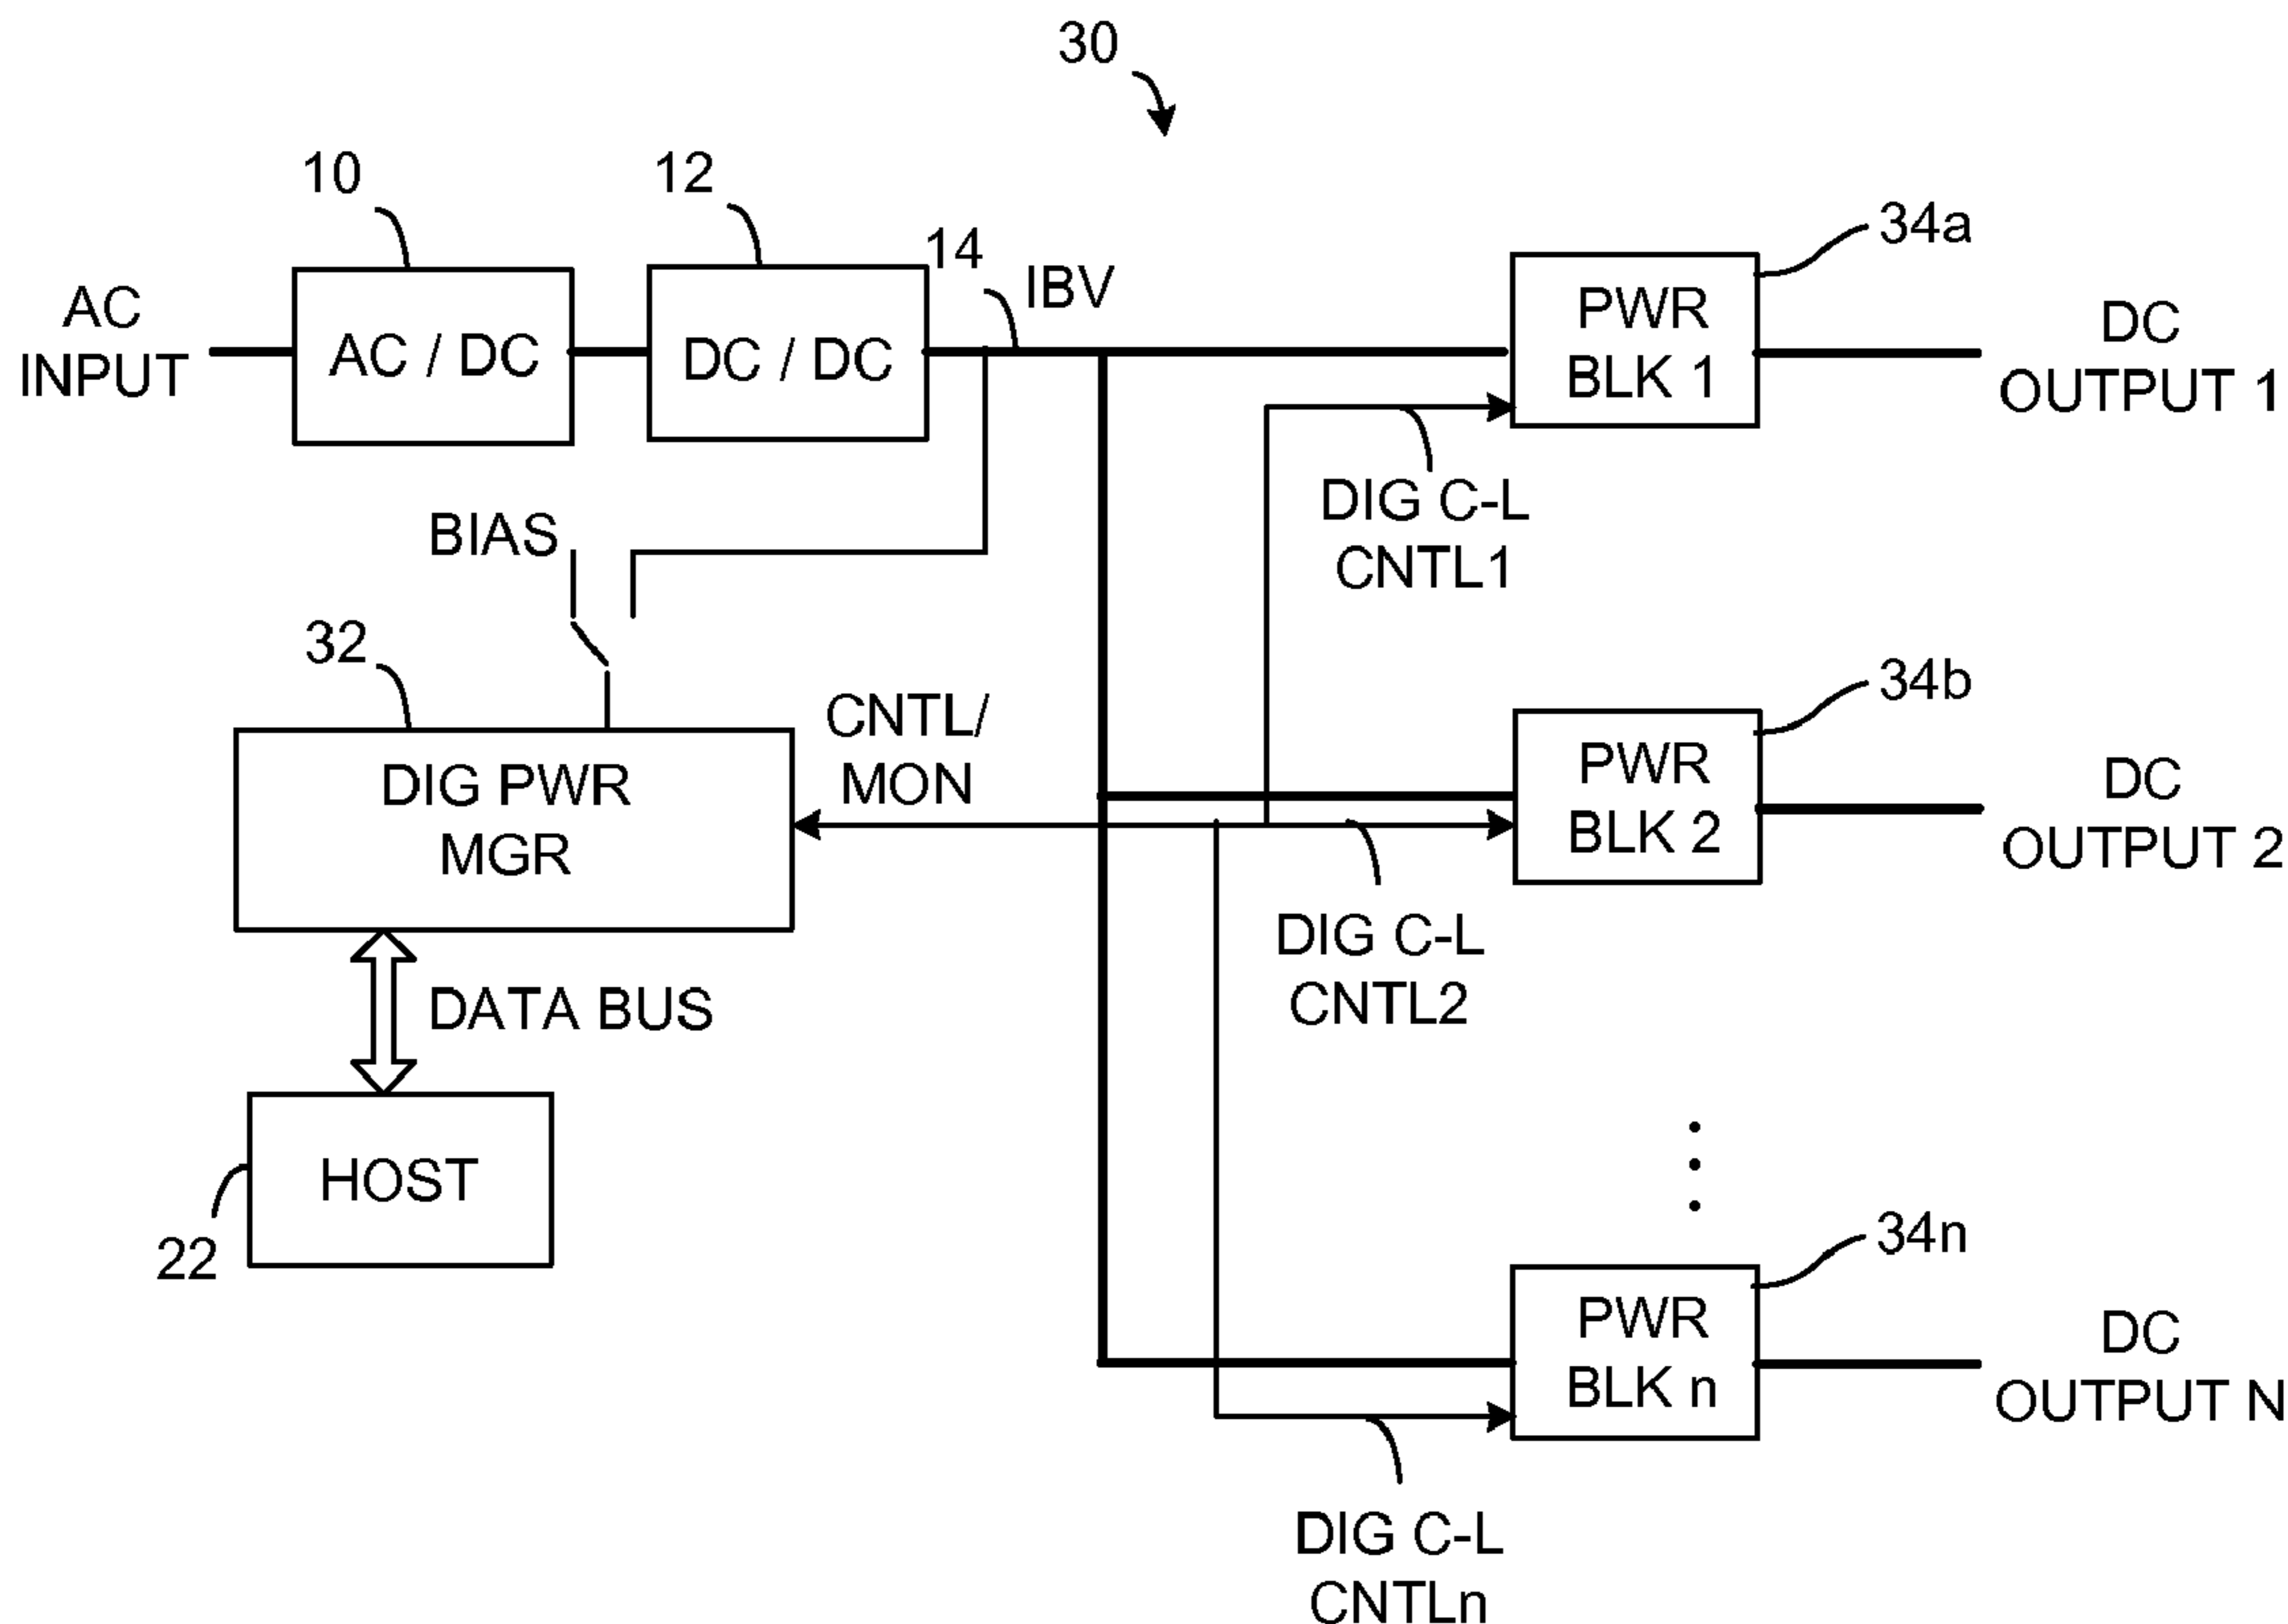 30
10
12
14
IBV
34a
AC
INPUT
AC / DC
DC / DC
PWR
BLK 1
DC
OUTPUT 1
DIG C-L
CNTL1
BIAS
32
CNTL/
MON
34b
DIG PWR
MGR
PWR
BLK 2
DC
OUTPUT 2
DIG C-L
CNTL2
DATA BUS
HOST
22
34n
PWR
BLK n
DC
OUTPUT N
DIG C-L
CNTLn